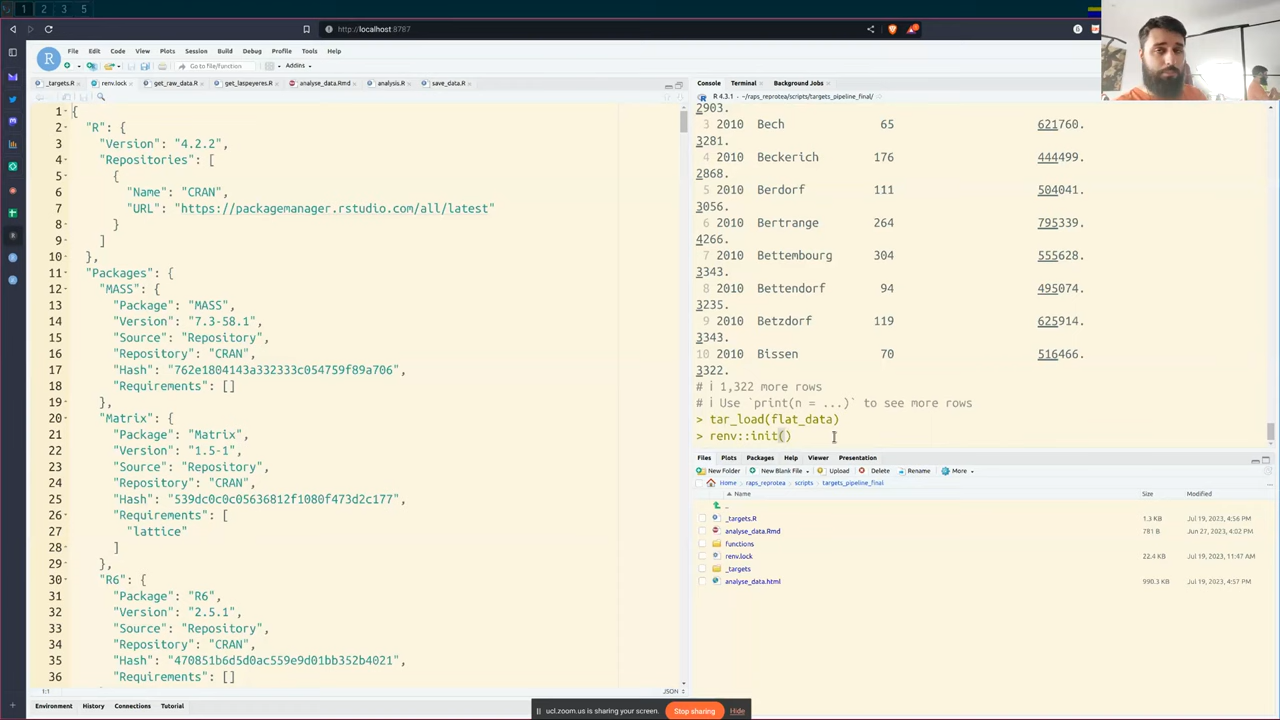 1 2 3 5
http://localhost:8787
File Edit Code View Plots Session Build Debug Profile Tools Help
Go to file/function Addins
_targets.R renv.lock get_raw_data.R get_laspeyeres.R analyse_data.Rmd analysis.R save_data.R
1 {
2 "R": {
3 "Version": "4.2.2",
4 "Repositories": [
5 {
6 "Name": "CRAN",
7 "URL": "https://packagemanager.rstudio.com/all/latest"
8 }
9 ]
10 },
11 "Packages": {
12 "MASS": {
13 "Package": "MASS",
14 "Version": "7.3-58.1",
15 "Source": "Repository",
16 "Repository": "CRAN",
17 "Hash": "762e1804143a332333c054759f89a706",
18 "Requirements": []
19 },
20 "Matrix": {
21 "Package": "Matrix",
22 "Version": "1.5-1",
23 "Source": "Repository",
24 "Repository": "CRAN",
25 "Hash": "539dc0c0c05636812f1080f473d2c177",
26 "Requirements": [
27 "lattice"
28 ]
29 },
30 "R6": {
31 "Package": "R6",
32 "Version": "2.5.1",
33 "Source": "Repository",
34 "Repository": "CRAN",
35 "Hash": "470851b6d5d0ac559e9d01bb352b4021",
36 "Requirements": []
1:1 JSON
Environment History Connections Tutorial
Console Terminal Background Jobs
R 4.3.1 · ~/raps_reprotea/scripts/targets_pipeline_final/
2903.
3 2010 Bech 65 621760.
3281.
4 2010 Beckerich 176 444499.
2868.
5 2010 Berdorf 111 504041.
3056.
6 2010 Bertrange 264 795339.
4266.
7 2010 Bettembourg 304 555628.
3343.
8 2010 Bettendorf 94 495074.
3235.
9 2010 Betzdorf 119 625914.
3343.
10 2010 Bissen 70 516466.
3322.
# ℹ 1,322 more rows
# ℹ Use `print(n = ...)` to see more rows
> tar_load(flat_data)
> renv::init()
Files Plots Packages Help Viewer Presentation
New Folder New Blank File Upload Delete Rename More
Home raps_reprotea scripts targets_pipeline_final
Name Size Modified
..
_targets.R 1.3 KB Jul 19, 2023, 4:56 PM
analyse_data.Rmd 781 B Jun 27, 2023, 4:02 PM
functions
renv.lock 22.4 KB Jul 19, 2023, 11:47 AM
_targets
analyse_data.html 990.3 KB Jul 19, 2023, 4:57 PM
ucl.zoom.us is sharing your screen. Stop sharing Hide